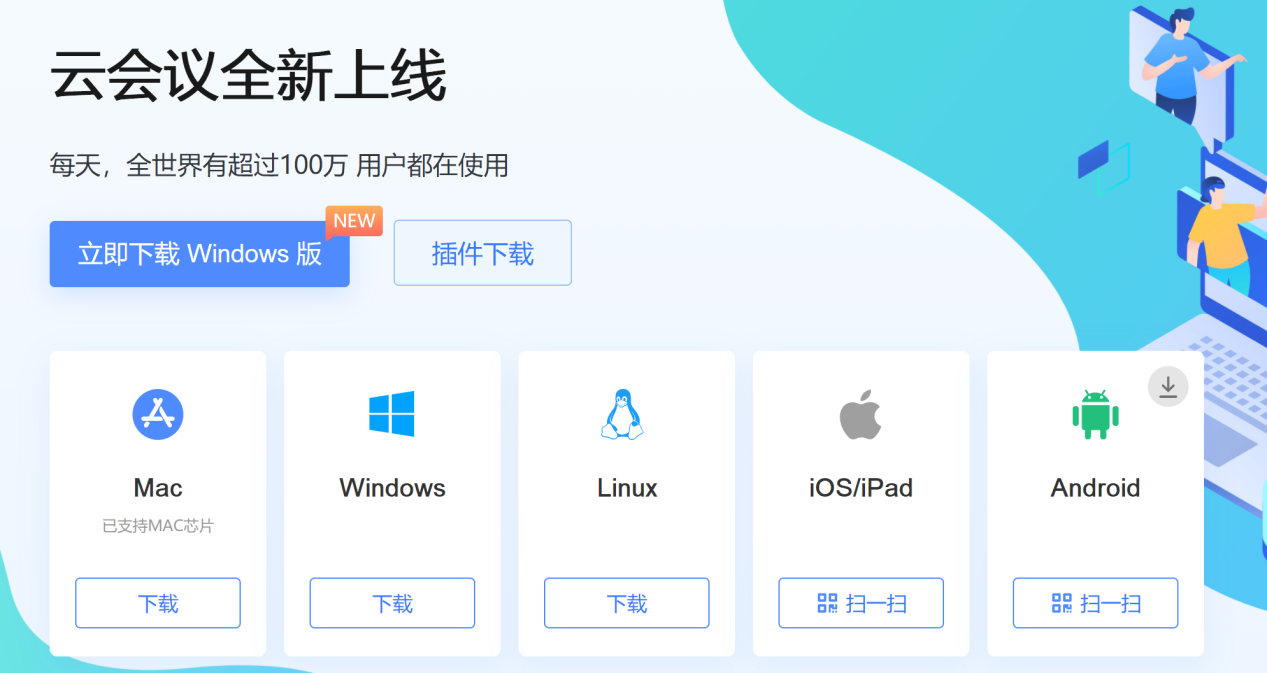 云会议全新上线
每天，全世界有超过100万 用户都在使用
NEW
立即下载 Windows 版
插件下载
Mac
Windows
Linux
iOS/iPad
Android
已支持MAC芯片
下载
下载
下载
扫一扫
扫一扫